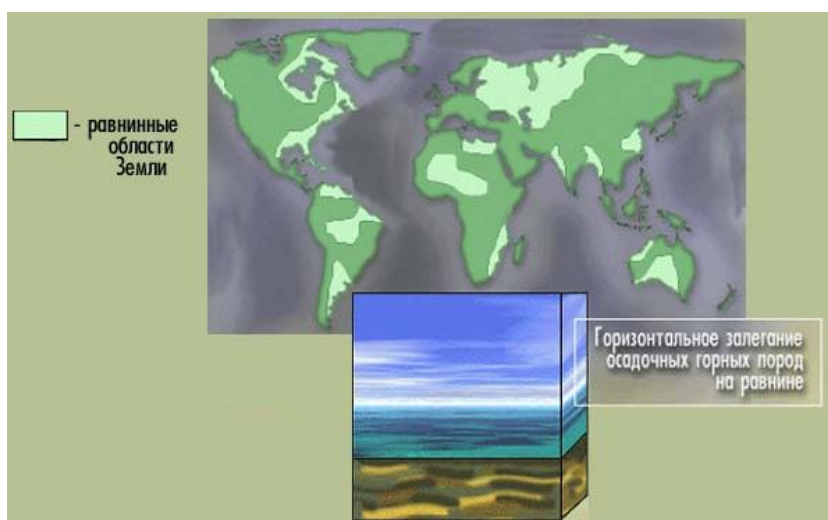 - равнинные
области
Земли
Горизонтальное залегание
осадочных горных пород
на равнине